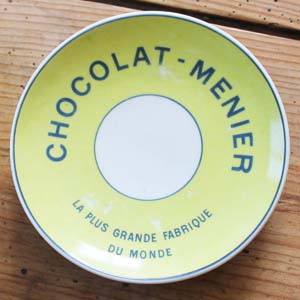 CHOCOLAT-MENIER
LA PLUS GRANDE FABRIQUE
DU MONDE